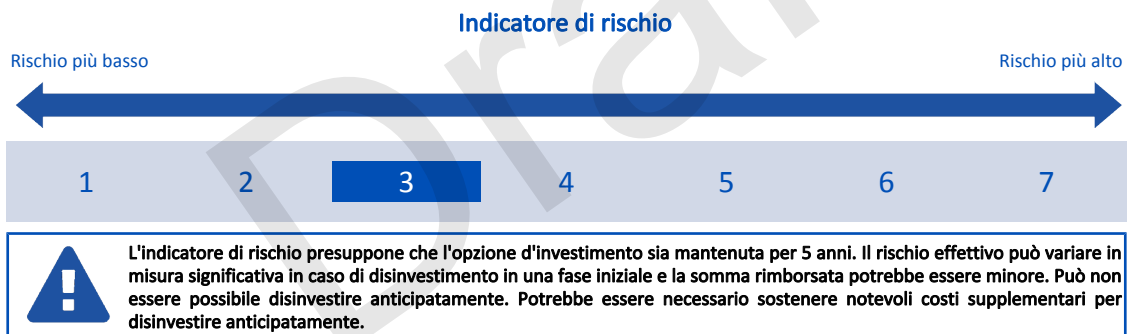 Indicatore di rischio
Rischio più basso Rischio più alto
1 2 3 4 5 6 7
L'indicatore di rischio presuppone che l'opzione d'investimento sia mantenuta per 5 anni. Il rischio effettivo può variare in
misura significativa in caso di disinvestimento in una fase iniziale e la somma rimborsata potrebbe essere minore. Può non
essere possibile disinvestire anticipatamente. Potrebbe essere necessario sostenere notevoli costi supplementari per
disinvestire anticipatamente.